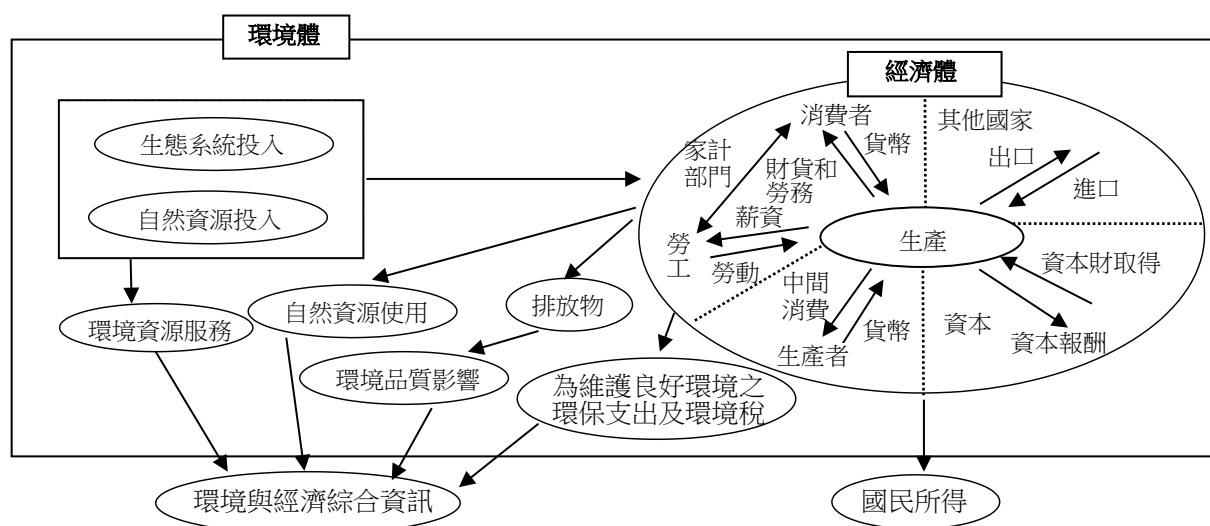 環境體
經濟體
生態系統投入
自然資源投入
環境資源服務
自然資源使用
排放物
環境品質影響
為維護良好環境之
環保支出及環境稅
環境與經濟綜合資訊
消費者
貨幣
家計
部門
財貨和
勞務
薪資
勞
工
勞動
中間
消費
生產者
貨幣
生產
其他國家
出口
進口
資本財取得
資本
資本報酬
國民所得